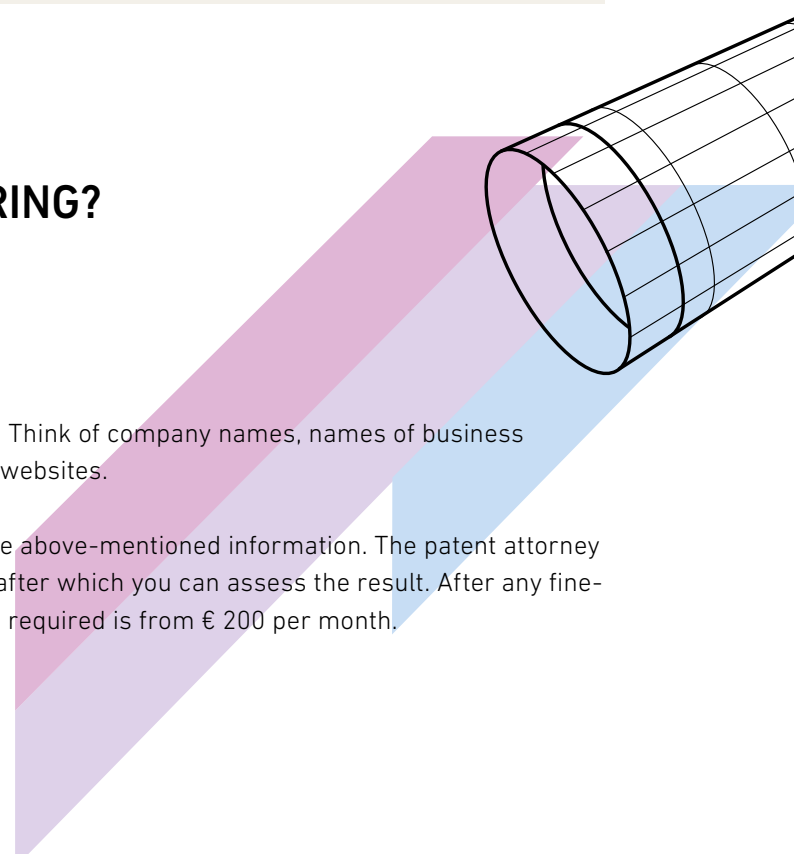 RING?
Think of company names, names of business
websites.
e above-mentioned information. The patent attorney
after which you can assess the result. After any fine-
required is from € 200 per month.